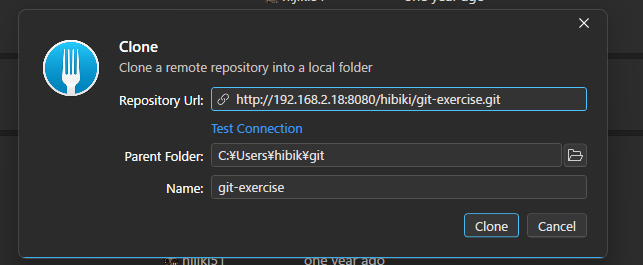 one year ago
Clone
Clone a remote repository into a local folder
Repository Url: http://192.168.2.18:8080/hibiki/git-exercise.git
Test Connection
Parent Folder: C:¥Users¥hibik¥git
Name: git-exercise
Clone Cancel
hijiki51 one year ago